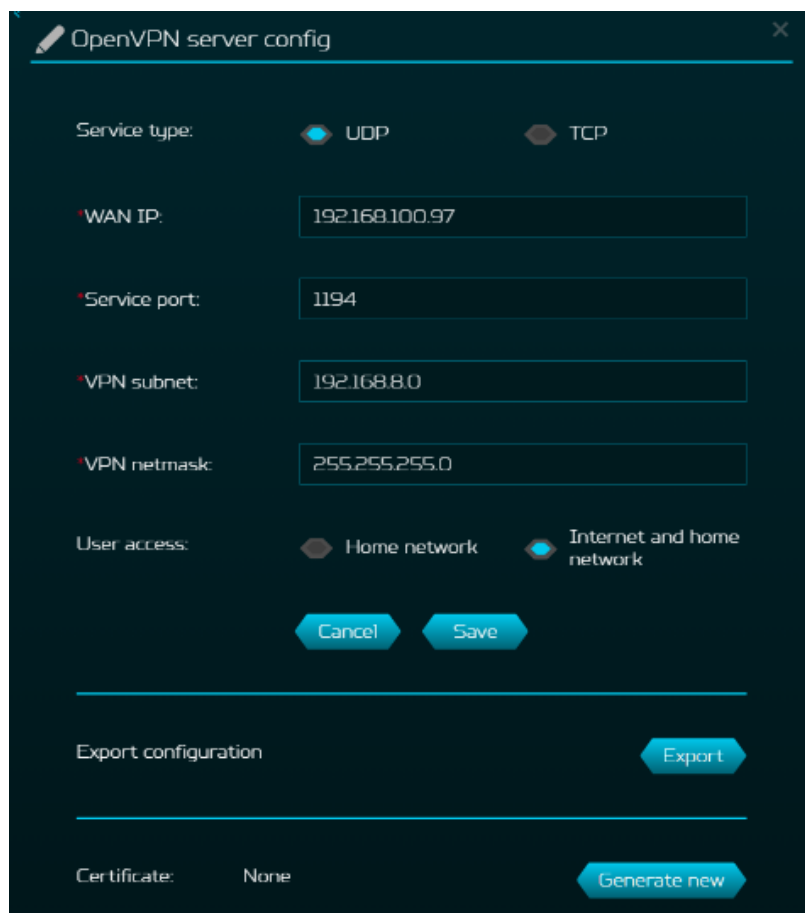 OpenVPN server config
Service type: UDP TCP
*WAN IP: 192.168.100.97
*Service port: 1194
*VPN subnet: 192.168.8.0
*VPN netmask: 255.255.255.0
User access: Home network Internet and home
network
Cancel Save
Export configuration Export
Certificate: None Generate new